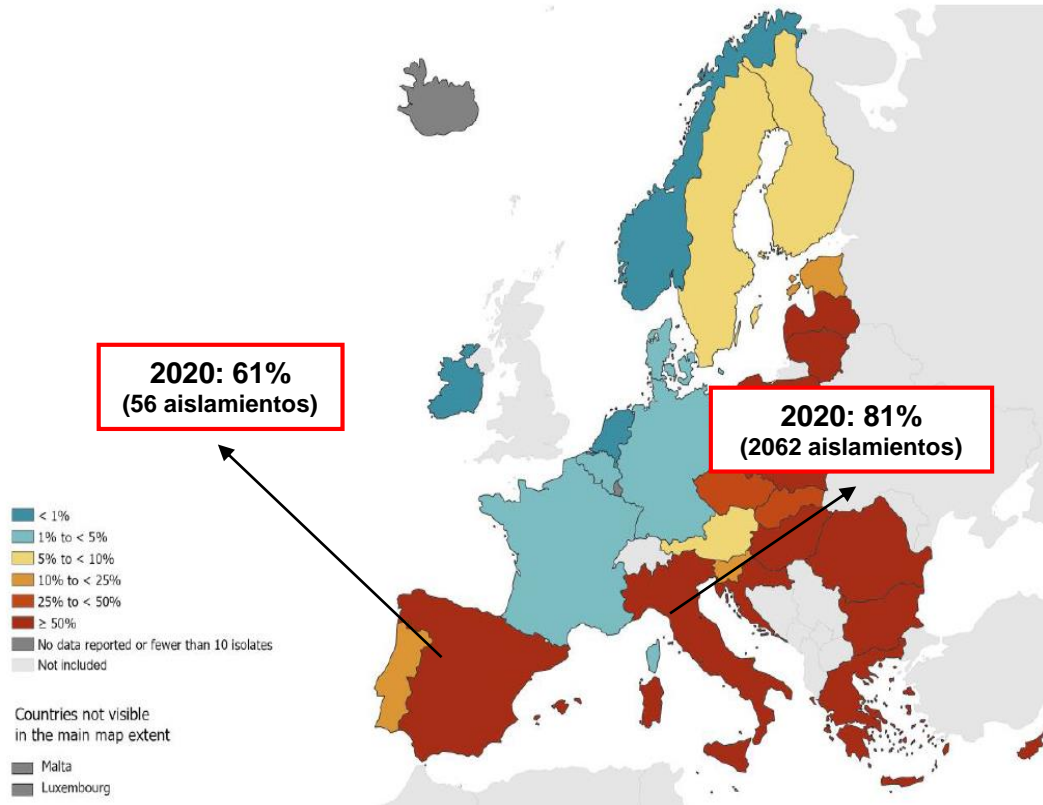 2020: 61%
(56 aislamientos)
2020: 81%
(2062 aislamientos)
< 1%
1% to < 5%
5% to < 10%
10% to < 25%
25% to < 50%
≥ 50%
No data reported or fewer than 10 isolates
Not included
Countries not visible
in the main map extent
Malta
Luxembourg